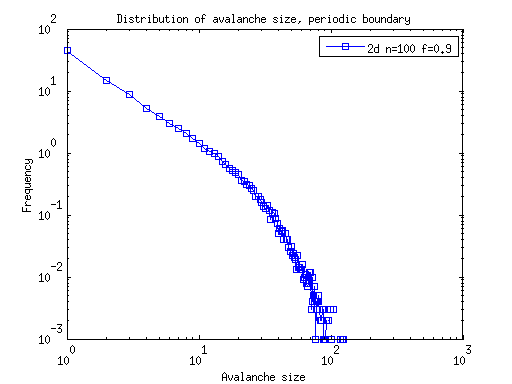 Distribution of avalanche size, periodic boundary
2d n=100 f=0.9
Frequency
10^2
10^1
10^0
10^-1
10^-2
10^-3
10^0 10^1 10^2 10^3
Avalanche size